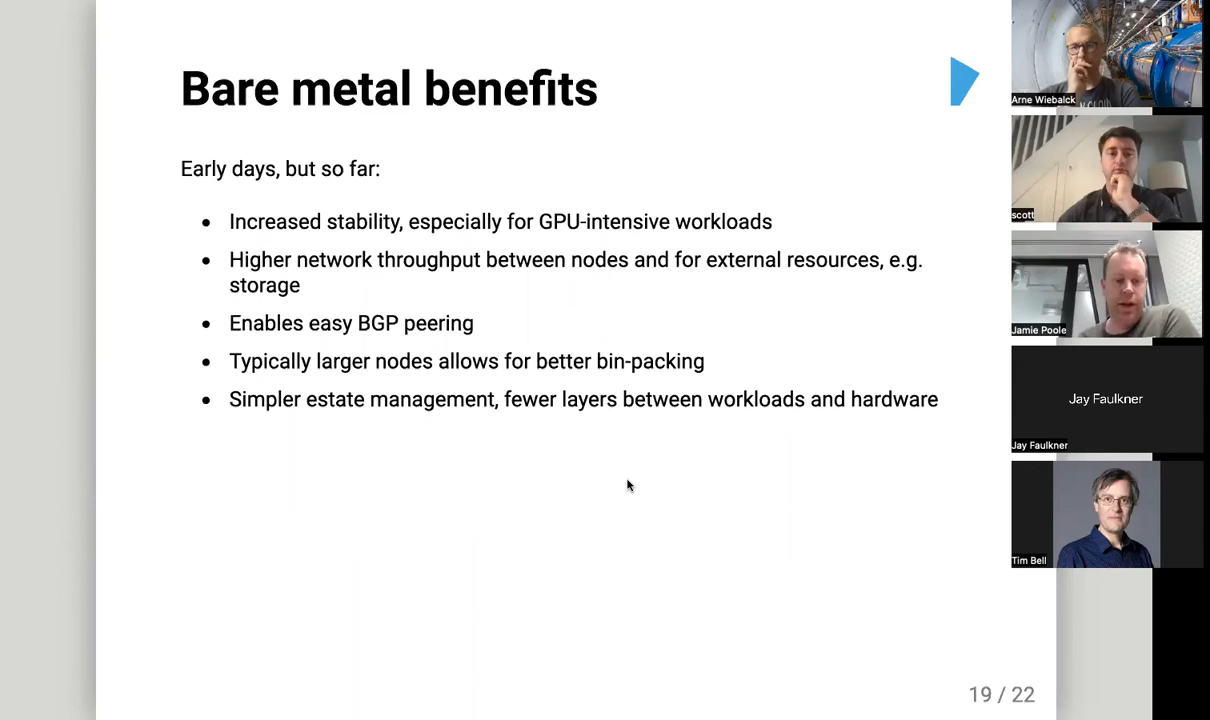 Bare metal benefits
Early days, but so far:
• Increased stability, especially for GPU-intensive workloads
• Higher network throughput between nodes and for external resources, e.g.
storage
• Enables easy BGP peering
• Typically larger nodes allows for better bin-packing
• Simpler estate management, fewer layers between workloads and hardware
19 / 22
Arne Wiebalck
scott
Jamie Poole
Jay Faulkner
Jay Faulkner
Tim Bell